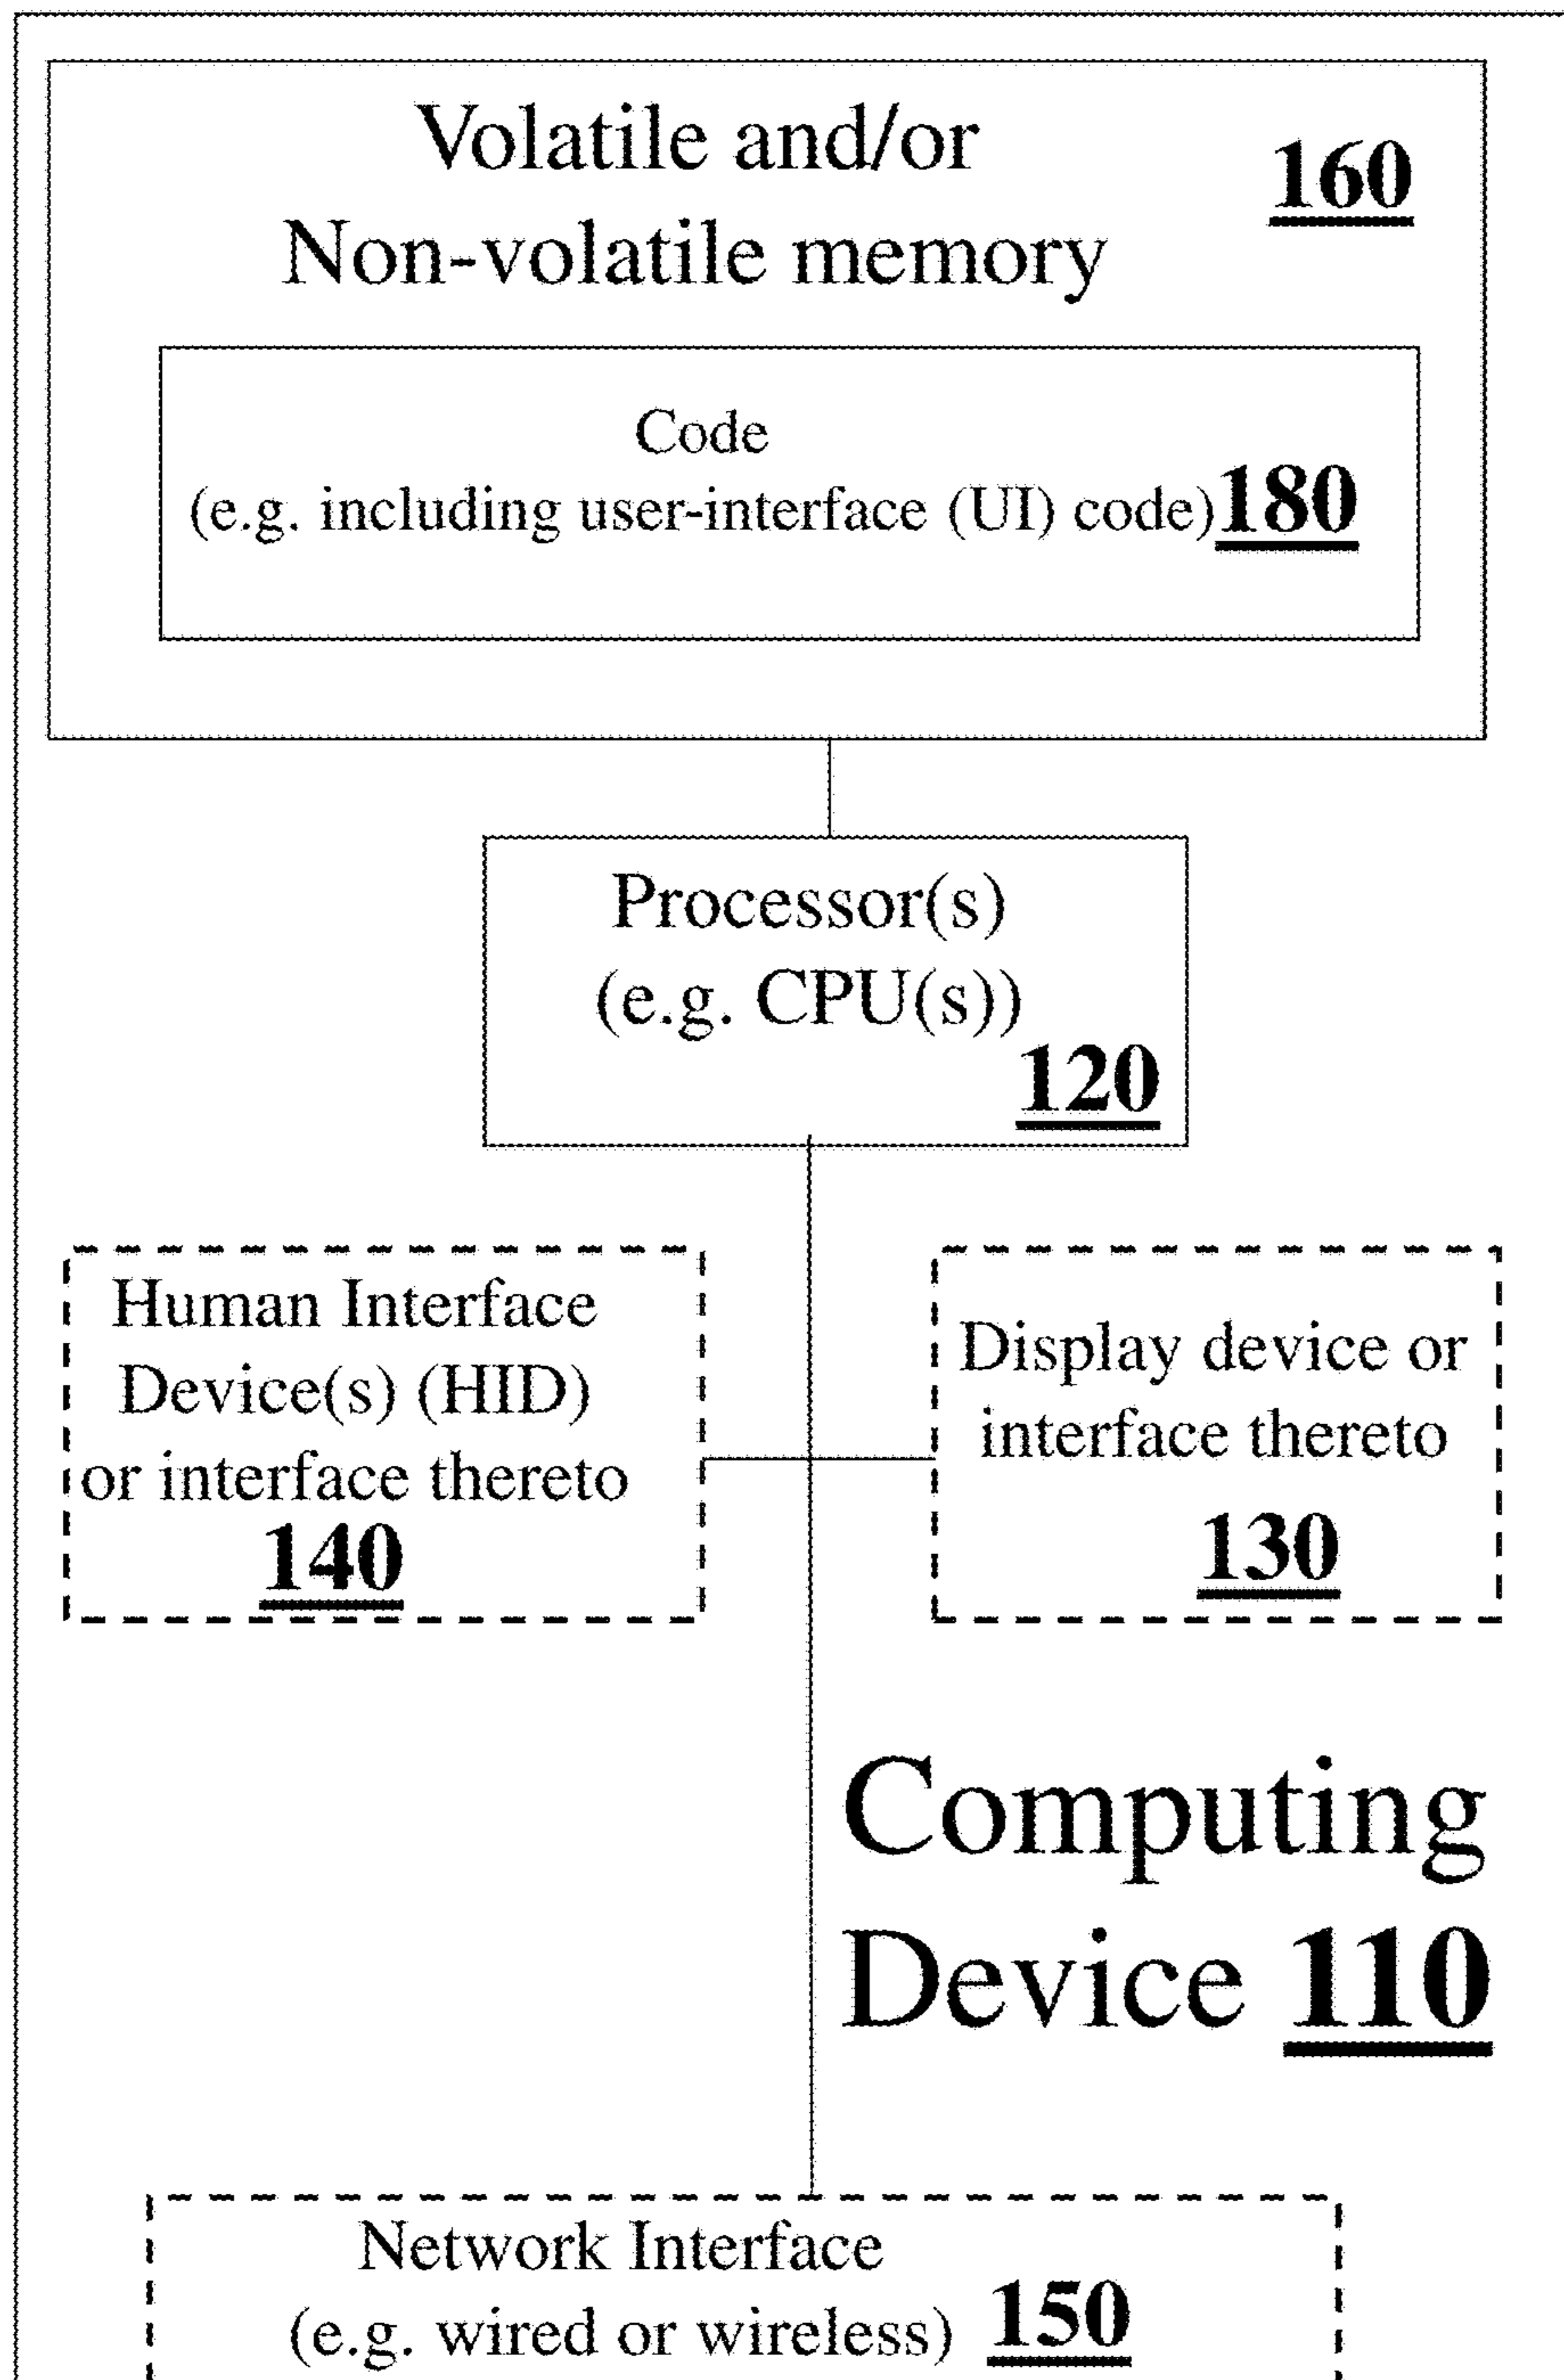 Volatile and/or
Non-volatile memory
160
Code
(e.g. including user-interface (UI) code)180
Processor(s)
(e.g. CPU(s))
120
Human Interface
Device(s) (HID)
or interface thereto
140
Display device or
interface thereto
130
Computing
Device 110
Network Interface
(e.g. wired or wireless) 150